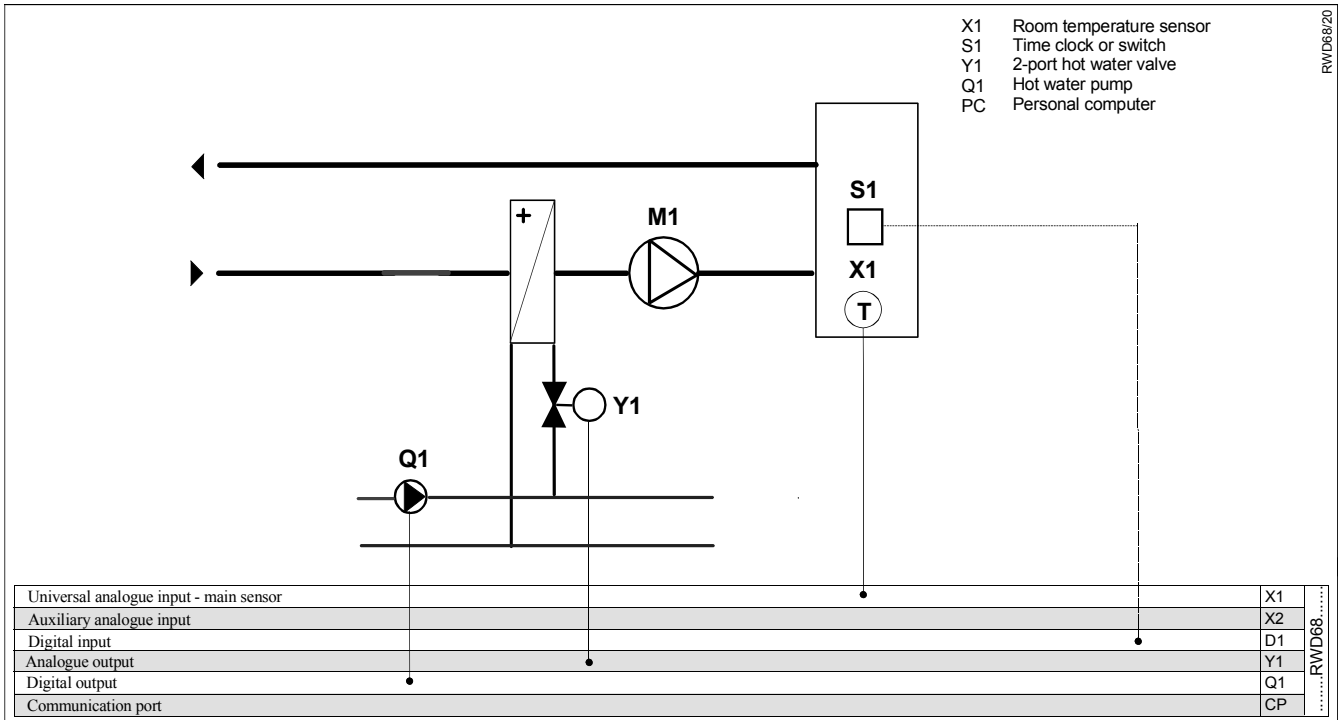 X1 Room temperature sensor
S1 Time clock or switch
Y1 2-port hot water valve
Q1 Hot water pump
PC Personal computer
RWD68/20
S1
+
M1
X1
T
Y1
Q1
Universal analogue input - main sensor X1
Auxiliary analogue input X2
Digital input D1
Analogue output Y1
Digital output Q1
Communication port CP
.......RWD68.......